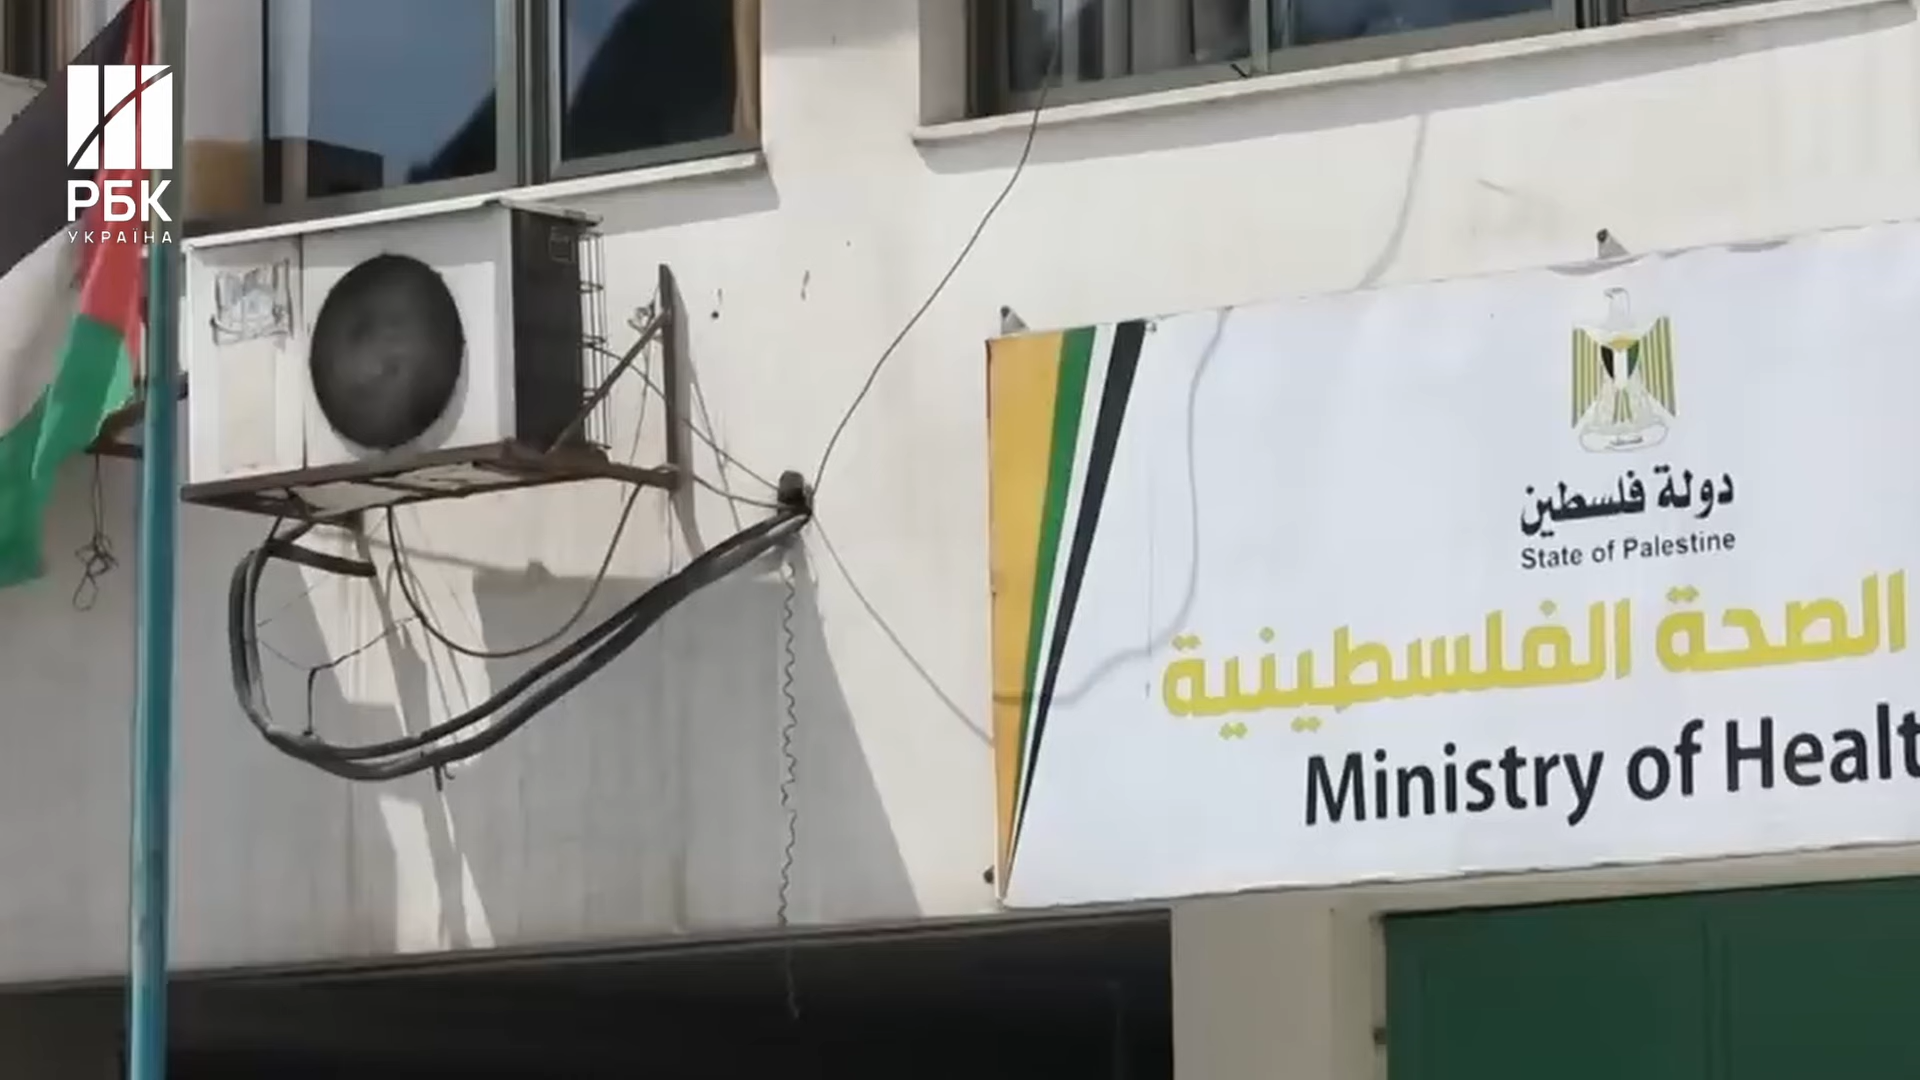 РБК
УКРАЇНА
دولة فلسطين
State of Palestine
الصحة الفلسطينية
Ministry of Healt